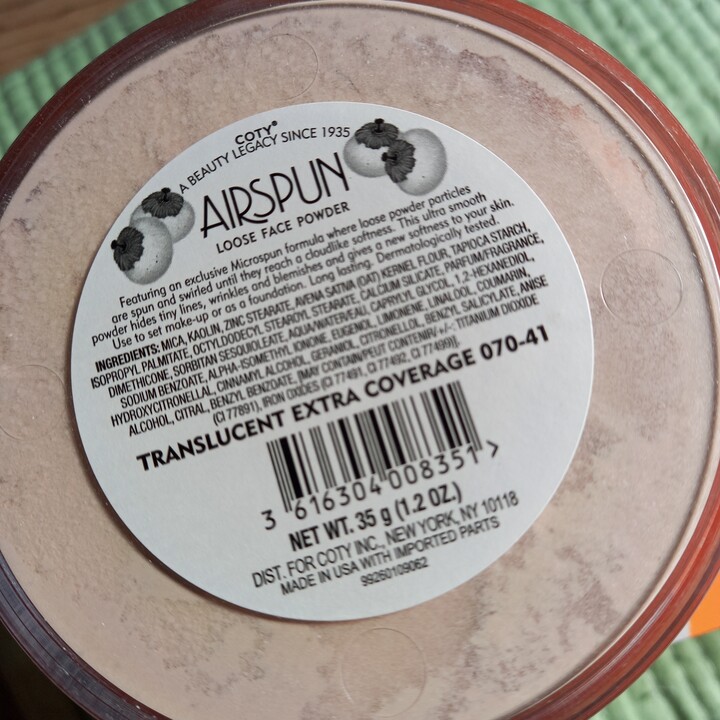 COTY®
A BEAUTY LEGACY SINCE 1935
AIRSPUN
LOOSE FACE POWDER
Featuring an exclusive Microspun formula where loose powder particles
are spun and swirled until they reach a cloudlike softness. This ultra smooth
powder hides tiny lines, wrinkles and blemishes and gives a new softness to your skin.
Use to set make-up or as a foundation. Long lasting. Dermatologically tested.
INGREDIENTS: MICA, KAOLIN, ZINC STEARATE, AVENA SATIVA (OAT) KERNEL FLOUR, TAPIOCA STARCH,
ISOPROPYL PALMITATE, OCTYLDODECYL STEAROYL STEARATE, CALCIUM SILICATE, PARFUM/FRAGRANCE,
DIMETHICONE, SORBITAN SESQUIOLEATE, AQUA/WATER/EAU, CAPRYLYL GLYCOL, 1,2-HEXANEDIOL,
SODIUM BENZOATE, ALPHA-ISOMETHYL IONONE, EUGENOL, LIMONENE, LINALOOL, COUMARIN,
HYDROXYCITRONELLAL, CINNAMYL ALCOHOL, GERANIOL, CITRONELLOL, BENZYL SALICYLATE, ANISE
ALCOHOL, CITRAL, BENZYL BENZOATE, [MAY CONTAIN/PEUT CONTENIR/ +/-: TITANIUM DIOXIDE
(CI 77891), IRON OXIDES (CI 77491, CI 77492, CI 77499)].
TRANSLUCENT EXTRA COVERAGE 070-41
3 616304 008351 >
NET WT. 35 g (1.2 OZ.)
DIST. FOR COTY INC., NEW YORK, NY 10118
MADE IN USA WITH IMPORTED PARTS
99260109062